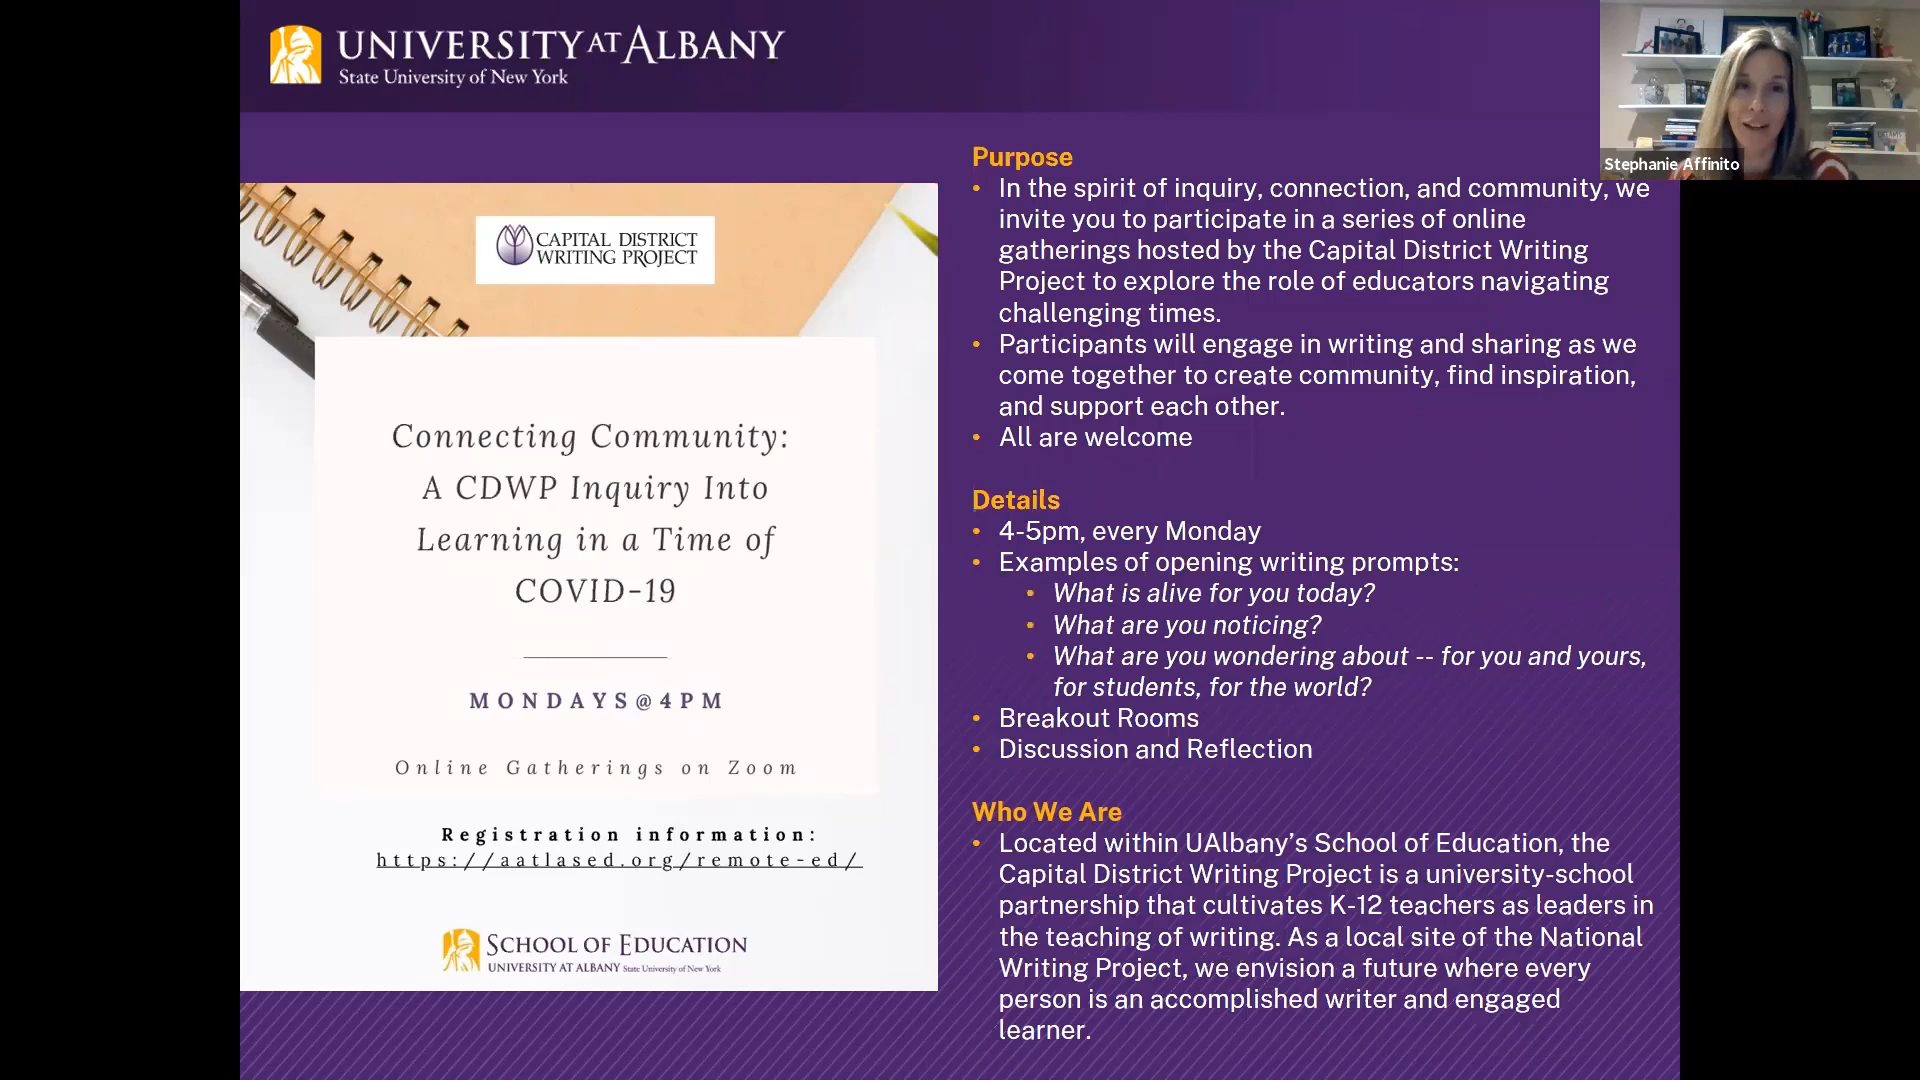 UNIVERSITY AT ALBANY
State University of New York
Stephanie Affinito
CAPITAL DISTRICT
WRITING PROJECT
Connecting Community:
A CDWP Inquiry Into
Learning in a Time of
COVID-19
MONDAYS@4PM
Online Gatherings on Zoom
Registration information:
https://aatlased.org/remote-ed/
SCHOOL OF EDUCATION
UNIVERSITY AT ALBANY State University of New York
Purpose
• In the spirit of inquiry, connection, and community, we
invite you to participate in a series of online
gatherings hosted by the Capital District Writing
Project to explore the role of educators navigating
challenging times.
• Participants will engage in writing and sharing as we
come together to create community, find inspiration,
and support each other.
• All are welcome
Details
• 4-5pm, every Monday
• Examples of opening writing prompts:
• What is alive for you today?
• What are you noticing?
• What are you wondering about -- for you and yours,
for students, for the world?
• Breakout Rooms
• Discussion and Reflection
Who We Are
• Located within UAlbany’s School of Education, the
Capital District Writing Project is a university-school
partnership that cultivates K-12 teachers as leaders in
the teaching of writing. As a local site of the National
Writing Project, we envision a future where every
person is an accomplished writer and engaged
learner.